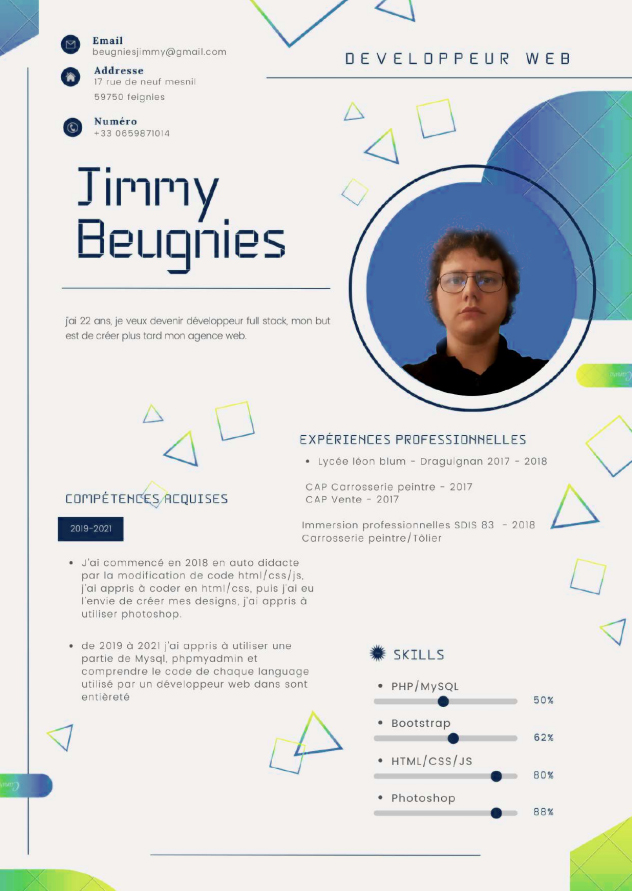 Email
beugniesjimmy@gmail.com
Addresse
17 rue de neuf mesnil
59750 feignies
Numéro
+33 0659871014
DEVELOPPEUR WEB
Jimmy
Beugnies
j'ai 22 ans, je veux devenir développeur full stack, mon but
est de créer plus tard mon agence web.
EXPÉRIENCES PROFESSIONNELLES
• Lycée léon blum - Draguignan 2017 - 2018
CAP Carrosserie peintre - 2017
CAP Vente - 2017
Immersion professionnelles SDIS 83 - 2018
Carrosserie peintre/Tôlier
COMPÉTENCES ACQUISES
2019-2021
• J'ai commencé en 2018 en auto didacte
par la modification de code html/css/js,
j'ai appris à coder en html/css, puis j'ai eu
l'envie de créer mes designs, j'ai appris à
utiliser photoshop.
• de 2019 à 2021 j'ai appris à utiliser une
partie de Mysql, phpmyadmin et
comprendre le code de chaque language
utilisé par un développeur web dans sont
entièreté
SKILLS
• PHP/MySQL
50%
• Bootstrap
62%
• HTML/CSS/JS
80%
• Photoshop
88%